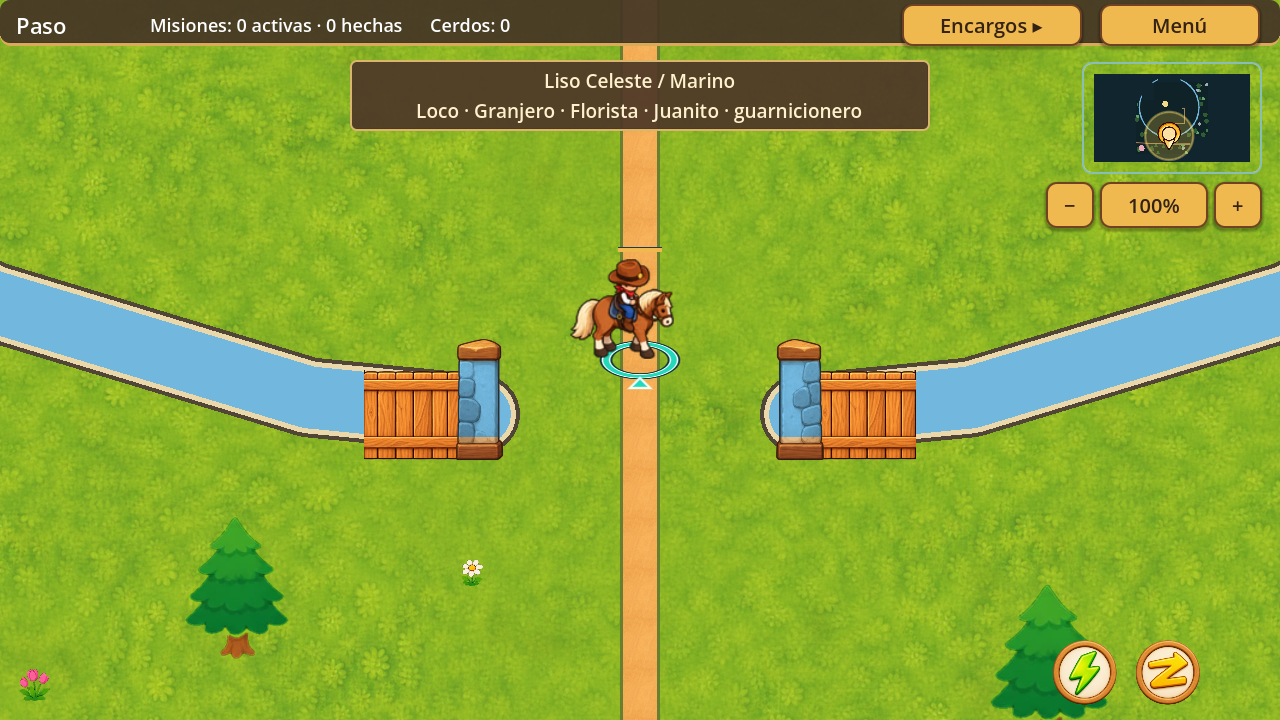 Paso
Misiones: 0 activas · 0 hechas
Cerdos: 0
Encargos ▸
Menú
Liso Celeste / Marino
Loco · Granjero · Florista · Juanito · guarnicionero
− 100% +